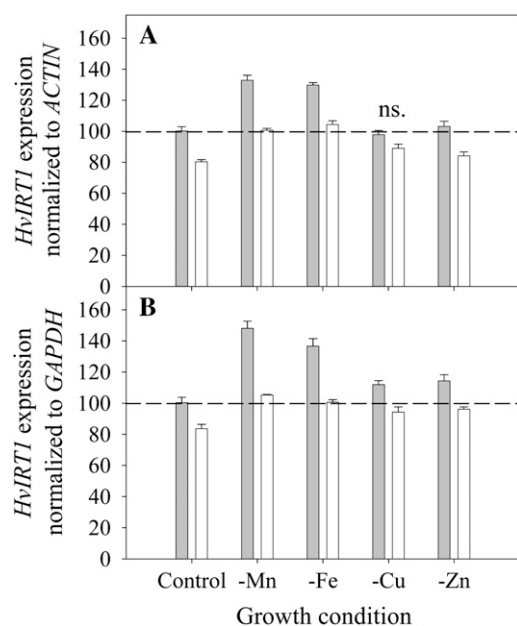 A
HvIRT1 expression
normalized to ACTIN
160
140
120
100
80
60
40
20
0
ns.
B
HvIRT1 expression
normalized to GAPDH
160
140
120
100
80
60
40
20
0
Control -Mn -Fe -Cu -Zn
Growth condition